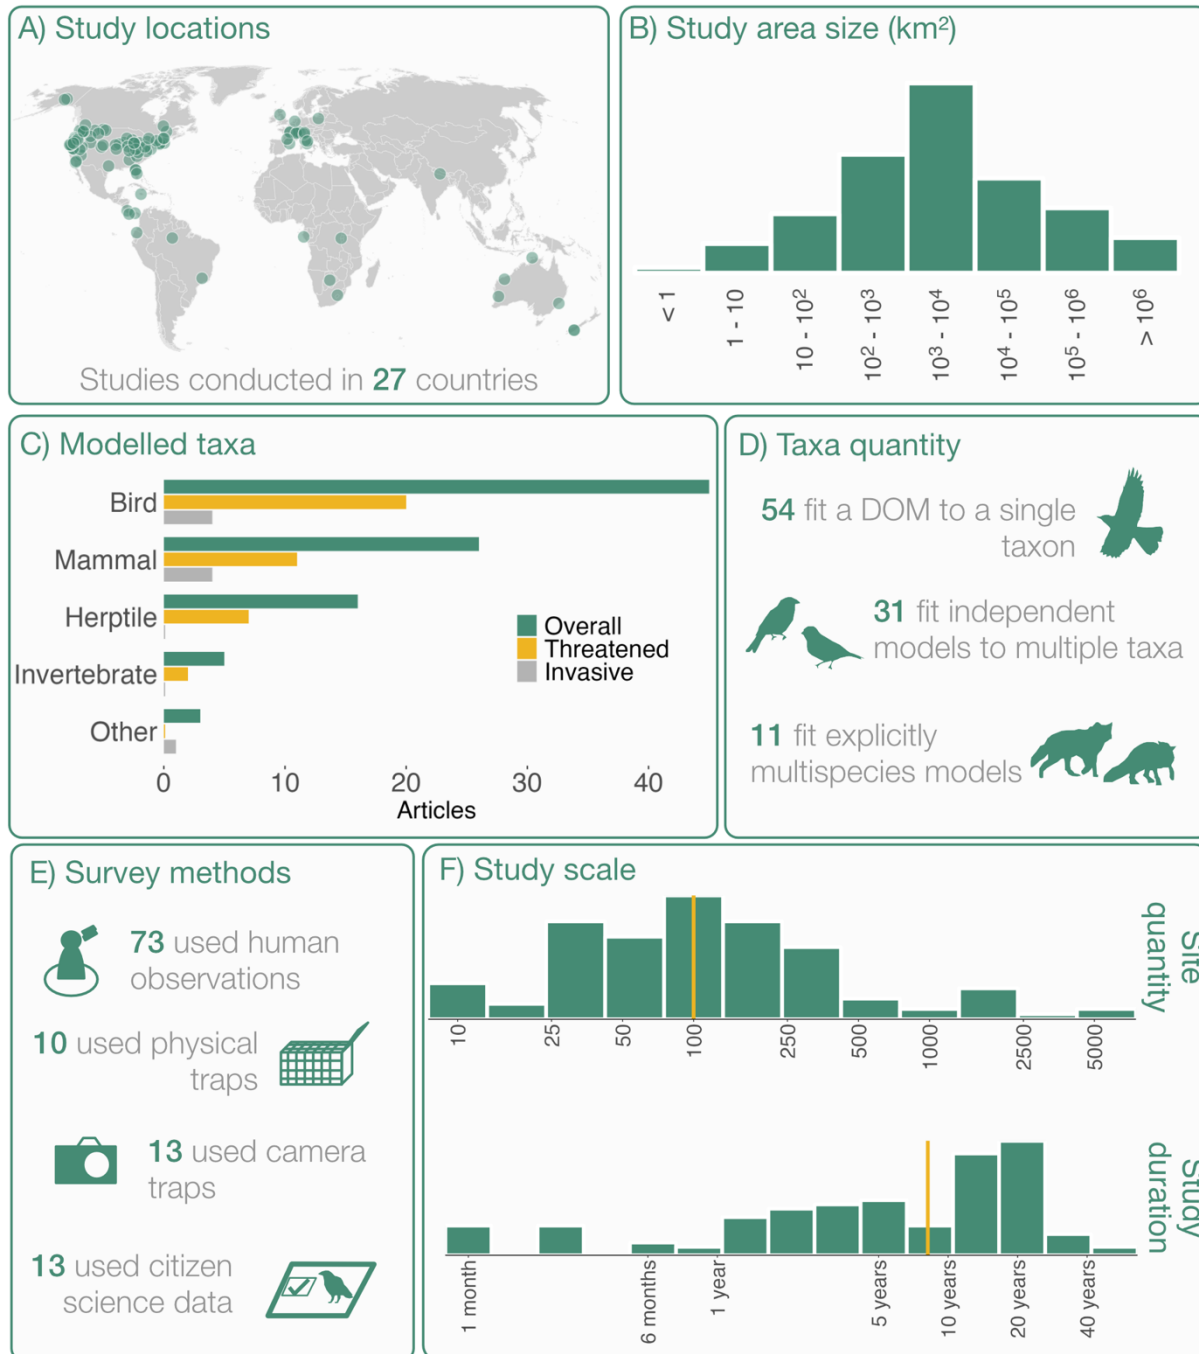 A) Study locations
Studies conducted in 27 countries
B) Study area size (km²)
< 1
1 - 10
10 - 10²
10² - 10³
10³ - 10⁴
10⁴ - 10⁵
10⁵ - 10⁶
> 10⁶
C) Modelled taxa
Bird
Mammal
Herptile
Invertebrate
Other
Overall
Threatened
Invasive
0 10 20 30 40
Articles
D) Taxa quantity
54 fit a DOM to a single
taxon
31 fit independent
models to multiple taxa
11 fit explicitly
multispecies models
E) Survey methods
73 used human
observations
10 used physical
traps
13 used camera
traps
13 used citizen
science data
F) Study scale
Site
quantity
10
25
50
100
250
500
1000
2500
5000
Study
duration
1 month
6 months
1 year
5 years
10 years
20 years
40 years